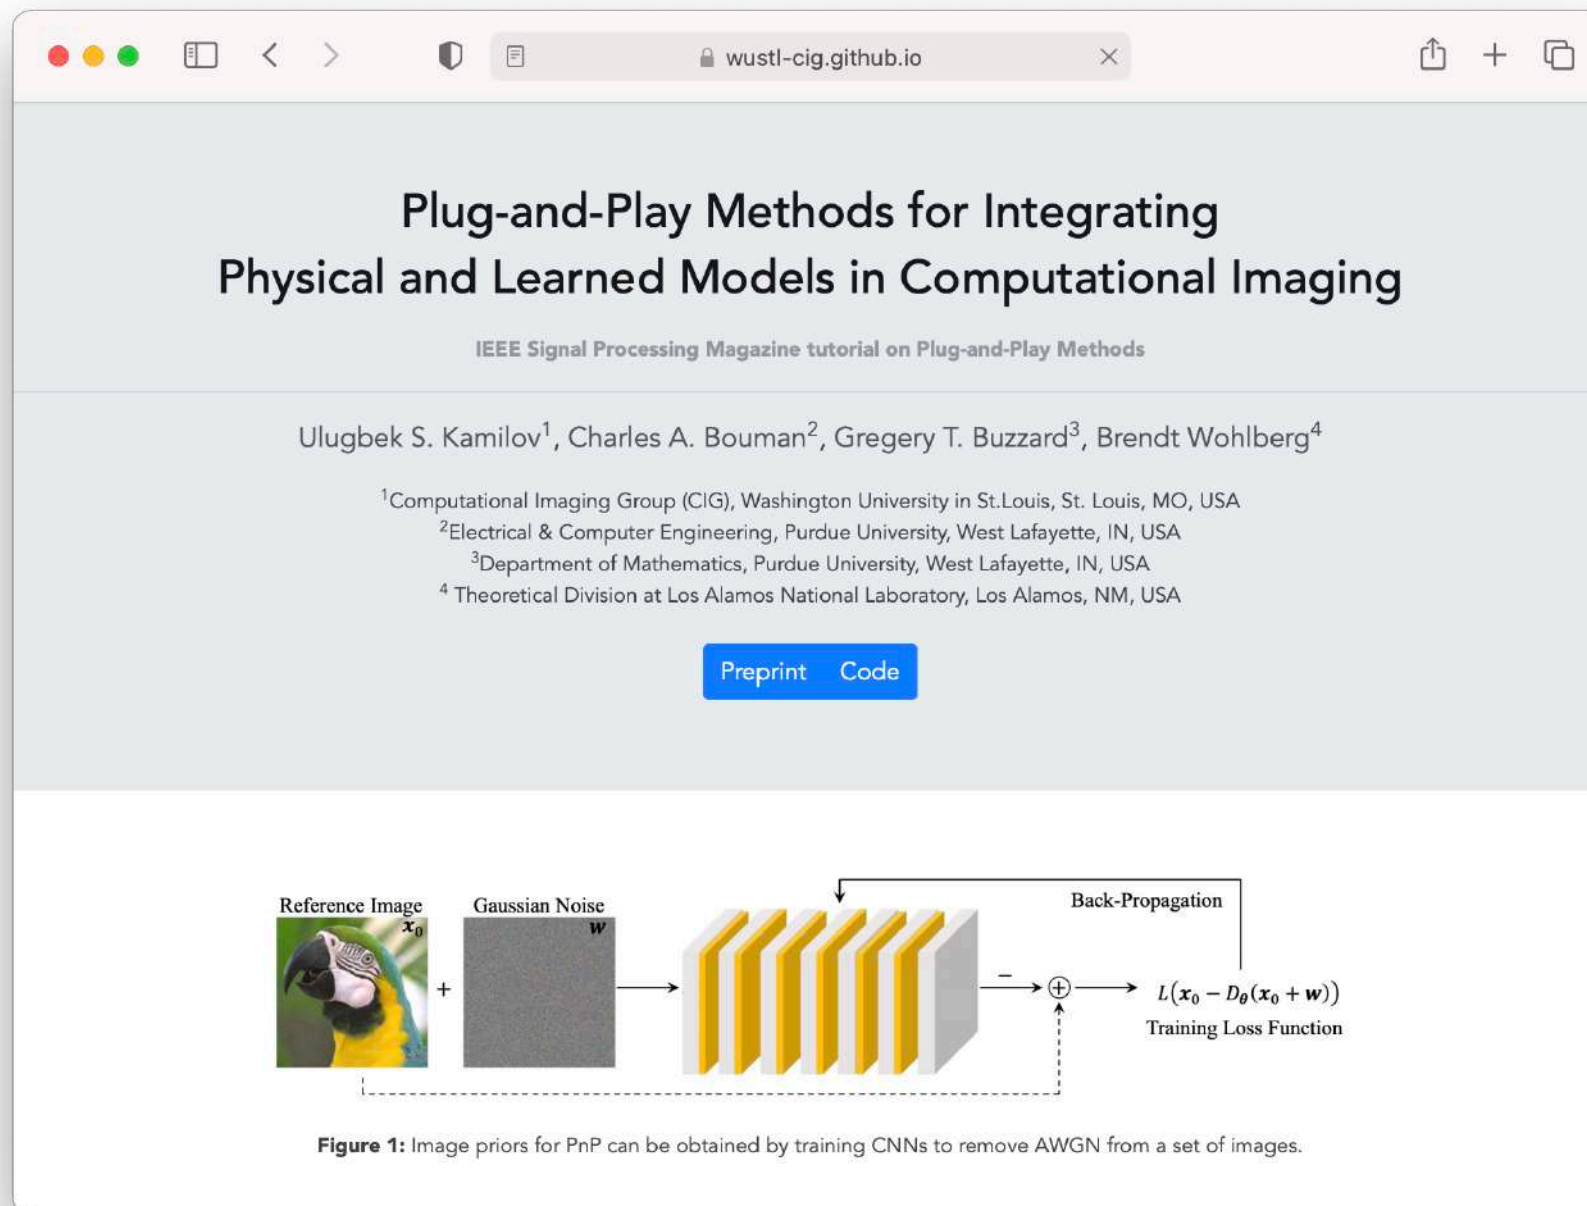 wustl-cig.github.io
Plug-and-Play Methods for Integrating
Physical and Learned Models in Computational Imaging
IEEE Signal Processing Magazine tutorial on Plug-and-Play Methods
Ulugbek S. Kamilov¹, Charles A. Bouman², Gregery T. Buzzard³, Brendt Wohlberg⁴
¹Computational Imaging Group (CIG), Washington University in St.Louis, St. Louis, MO, USA
²Electrical & Computer Engineering, Purdue University, West Lafayette, IN, USA
³Department of Mathematics, Purdue University, West Lafayette, IN, USA
⁴ Theoretical Division at Los Alamos National Laboratory, Los Alamos, NM, USA
Preprint Code
Reference Image
x₀
+
Gaussian Noise
w
Back-Propagation
−
L(x₀ − D_θ(x₀ + w))
Training Loss Function
Figure 1: Image priors for PnP can be obtained by training CNNs to remove AWGN from a set of images.